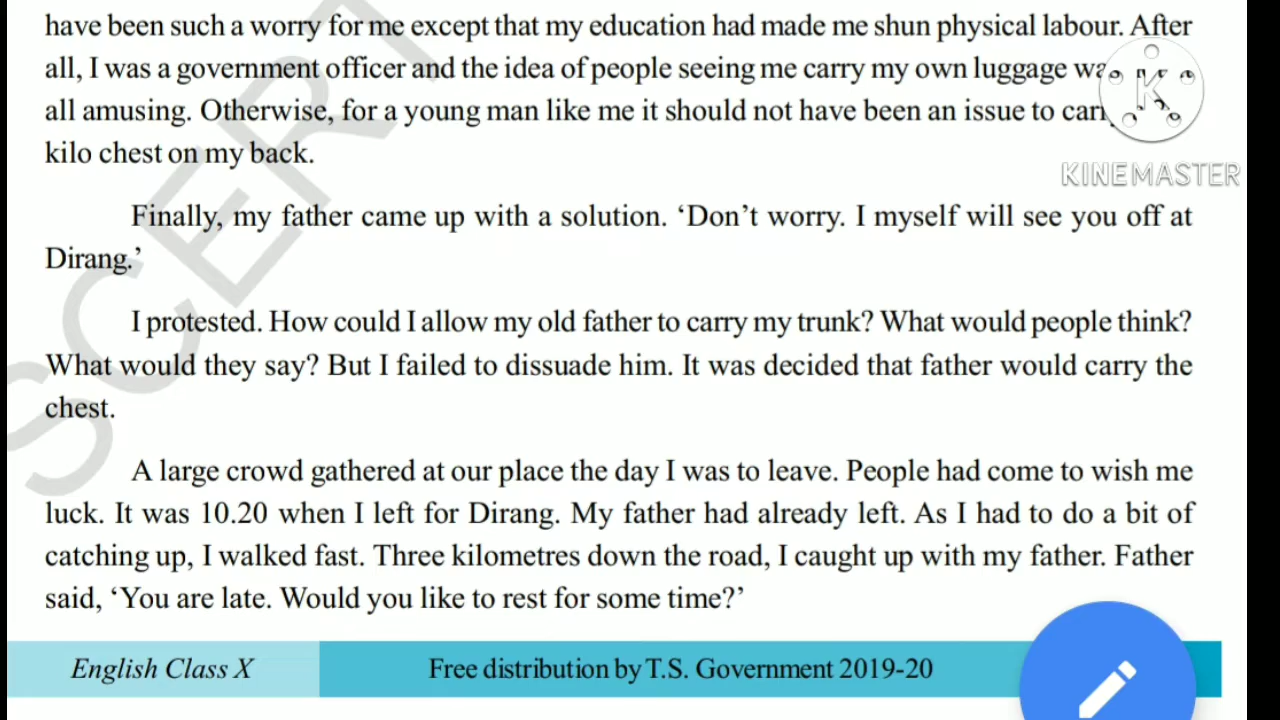 have been such a worry for me except that my education had made me shun physical labour. After
all, I was a government officer and the idea of people seeing me carry my own luggage
all amusing. Otherwise, for a young man like me it should not have been an issue to
kilo chest on my back.
Finally, my father came up with a solution. ‘Don’t worry. I myself will see you off at
Dirang.’
I protested. How could I allow my old father to carry my trunk? What would people think?
What would they say? But I failed to dissuade him. It was decided that father would carry the
chest.
A large crowd gathered at our place the day I was to leave. People had come to wish me
luck. It was 10.20 when I left for Dirang. My father had already left. As I had to do a bit of
catching up, I walked fast. Three kilometres down the road, I caught up with my father. Father
said, ‘You are late. Would you like to rest for some time?’
English Class X
Free distribution by T.S. Government 2019-20
SCERT
K
KINEMASTER